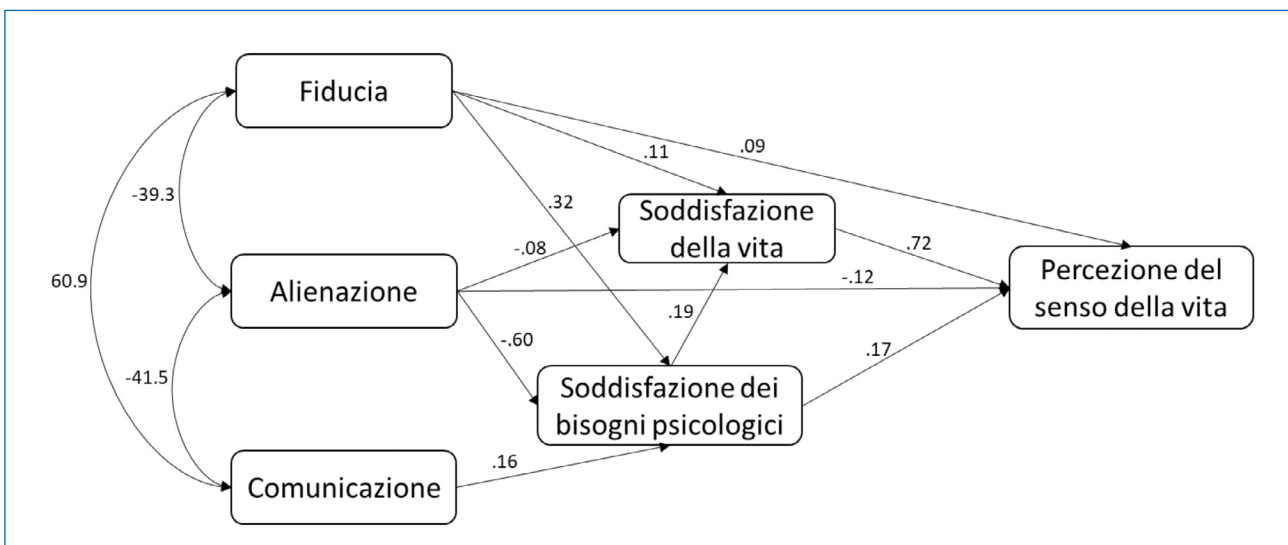 Fiducia
.09
.11
-39.3
.32
Soddisfazione
della vita
-.08
.72
60.9
Alienazione
-.12
Percezione del
senso della vita
.19
-.60
.17
-41.5
Soddisfazione dei
bisogni psicologici
.16
Comunicazione